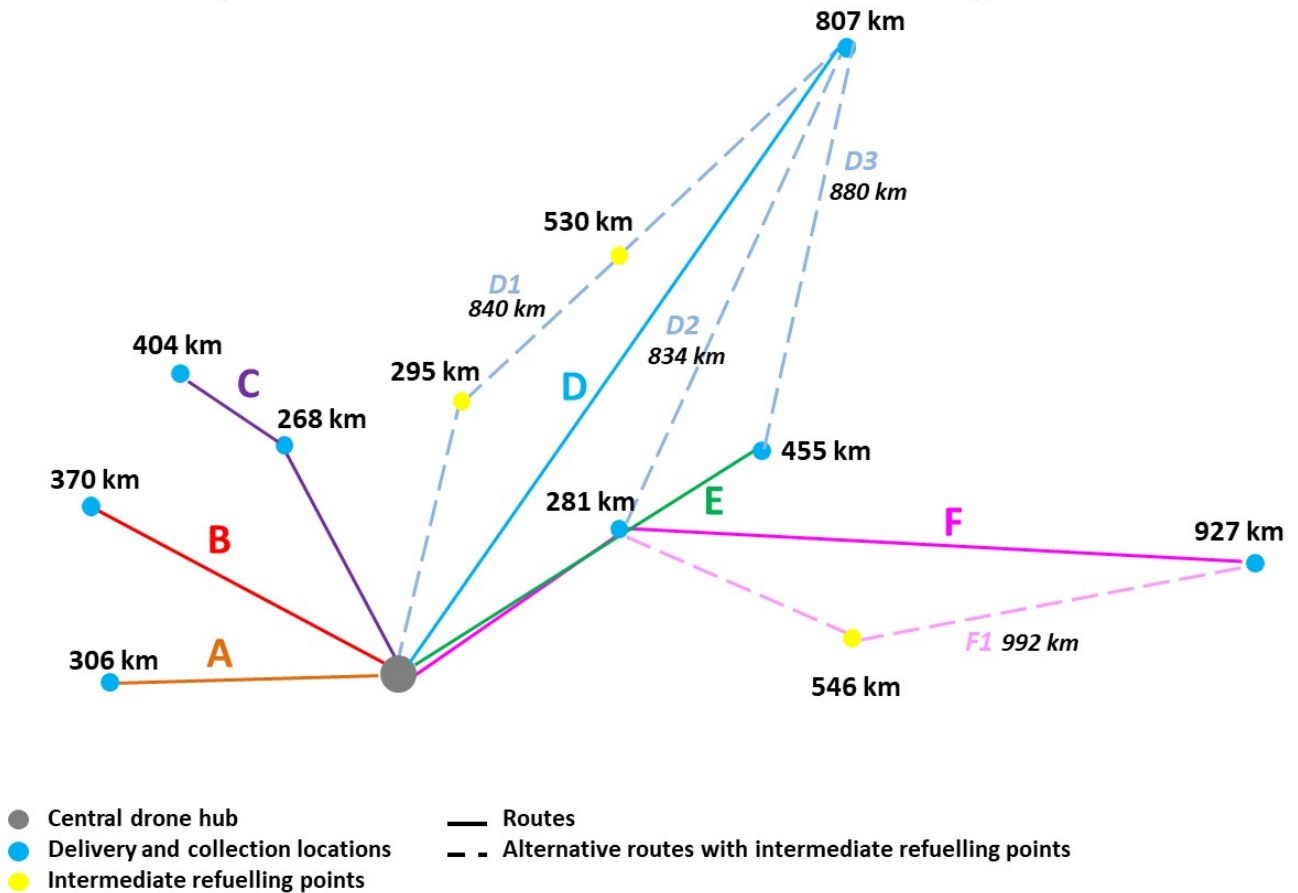 807 km
D3
880 km
530 km
D1
840 km
D2
834 km
404 km
C
295 km
D
268 km
455 km
370 km
281 km
E
B
F
927 km
A
306 km
F1 992 km
546 km
Central drone hub
Routes
Delivery and collection locations
Alternative routes with intermediate refuelling points
Intermediate refuelling points